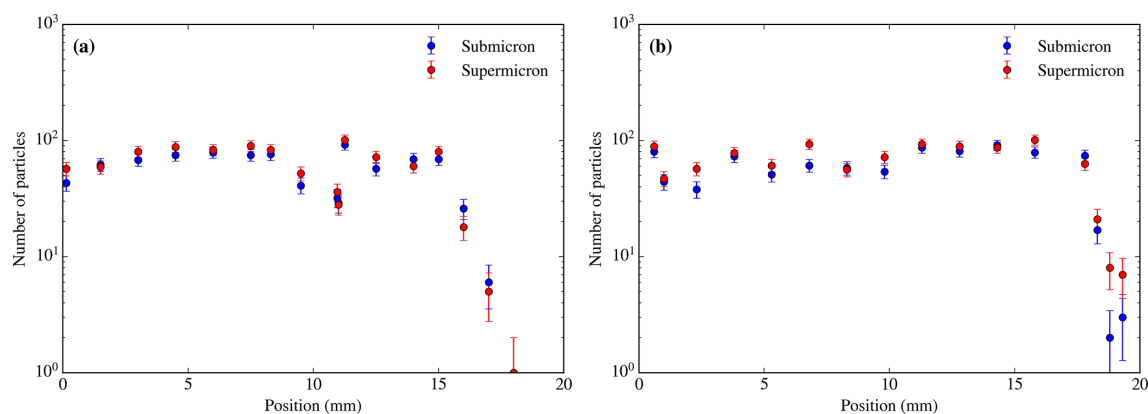 (a)
Submicron
Supermicron
Number of particles
10³
10²
10¹
10⁰
0 5 10 15 20
Position (mm)
(b)
Submicron
Supermicron
Number of particles
10³
10²
10¹
10⁰
0 5 10 15 20
Position (mm)